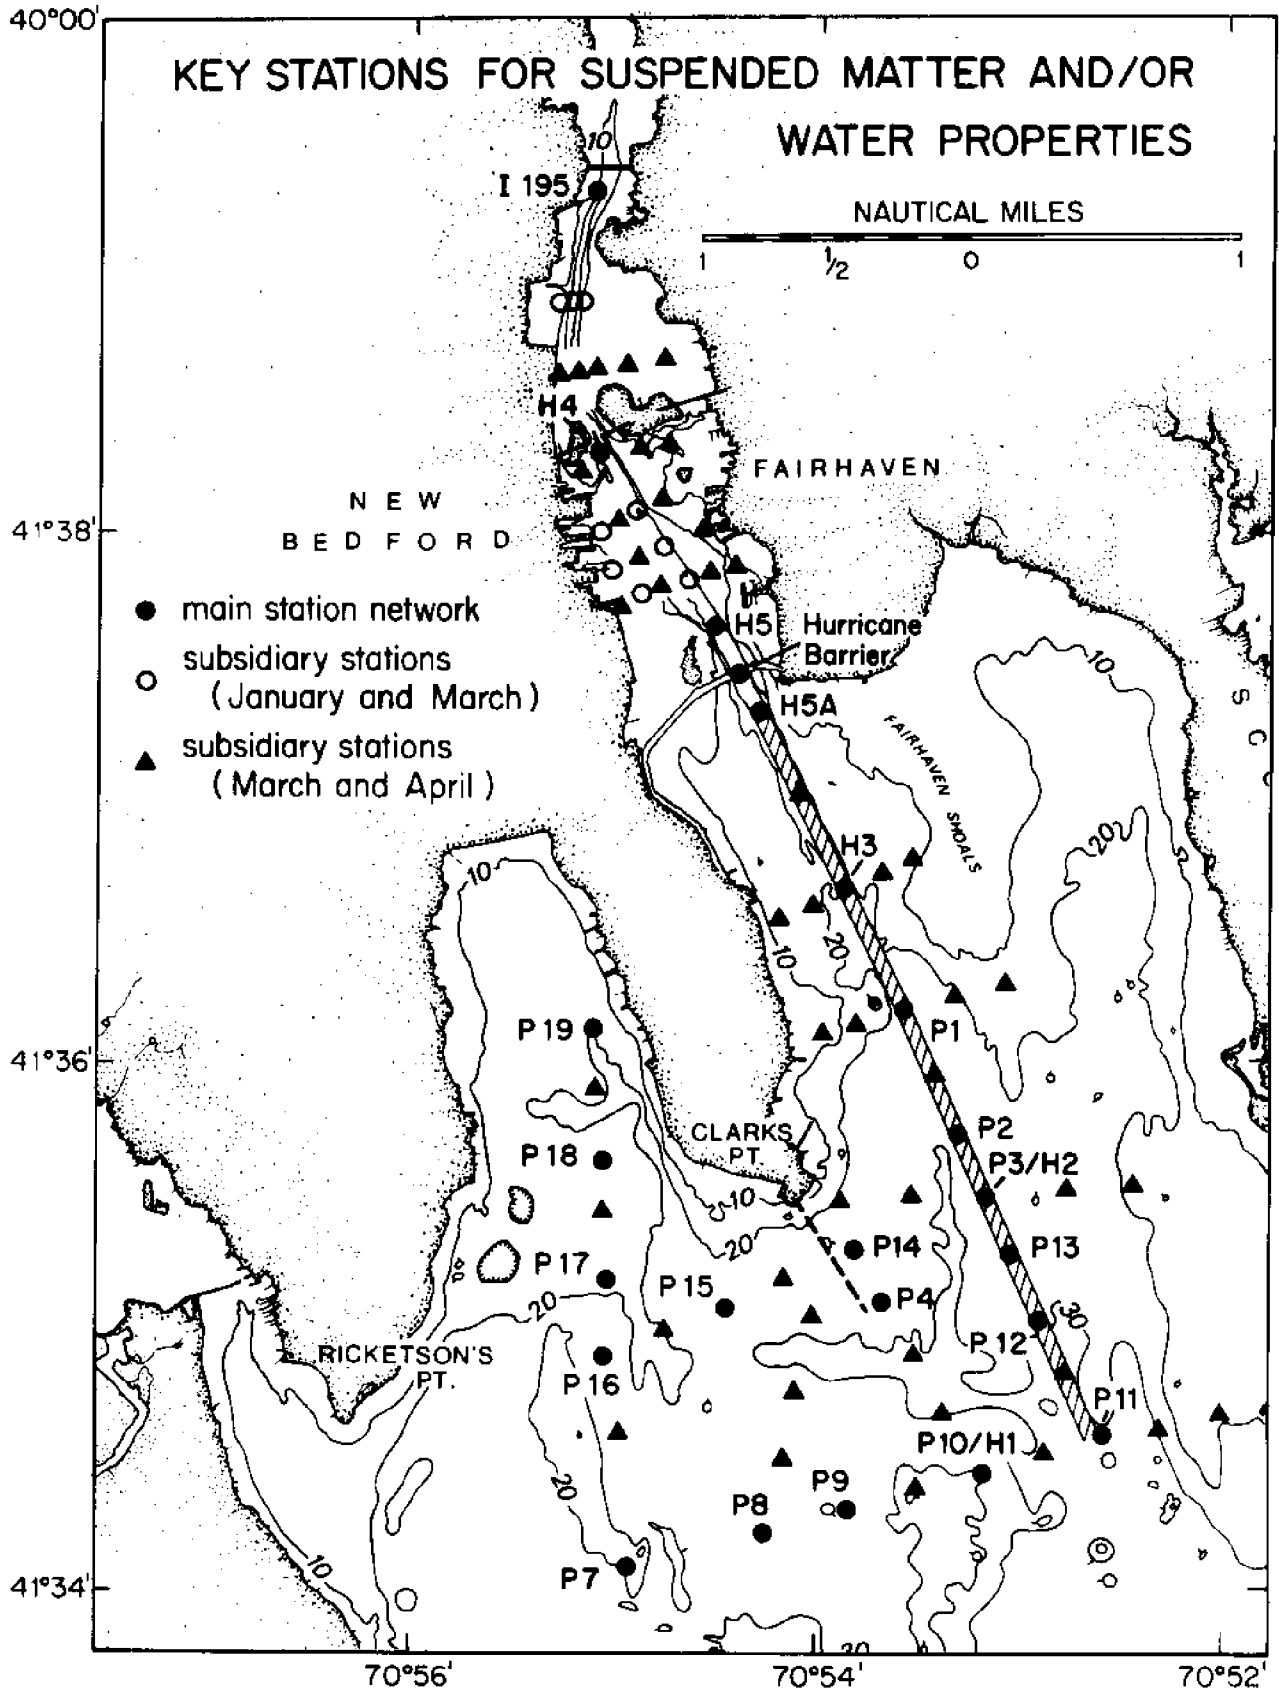 40°00'
KEY STATIONS FOR SUSPENDED MATTER AND/OR
WATER PROPERTIES
10
I 195
NAUTICAL MILES
1 1/2 0 1
H4
FAIRHAVEN
NEW
BEDFORD
41°38'
main station network
subsidiary stations
(January and March)
subsidiary stations
(March and April)
H5
Hurricane
Barrier
H5A
10
S
C
FAIRHAVEN
SHOALS
20
H3
10
10
20
P19
P1
41°36'
CLARKS
PT.
P2
P18
P3/H2
10
20
P14
P13
P17
P15
P4
20
30
P12
RICKETSON'S
PT.
P16
P11
P10/H1
20
P9
P8
10
P7
41°34'
20
70°56'
70°54'
70°52'